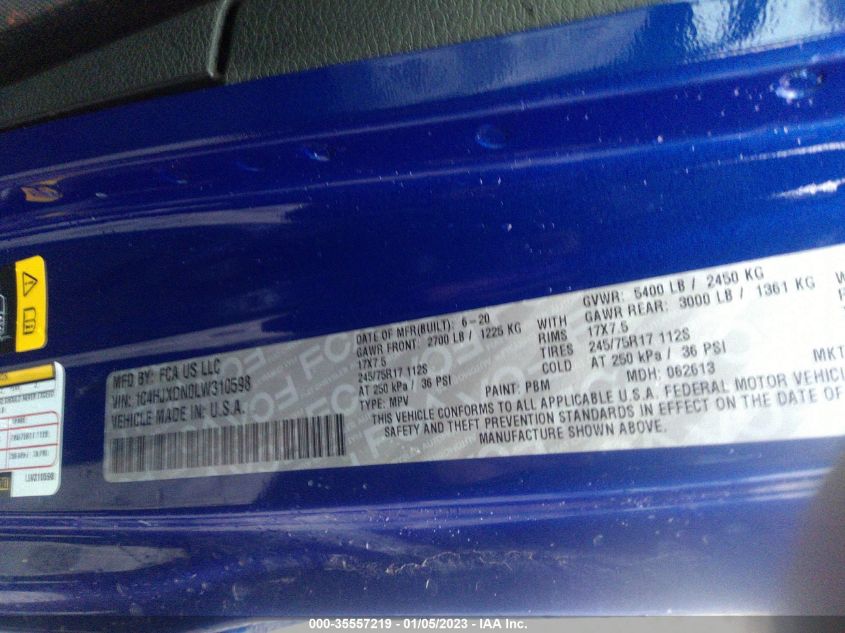 MFD BY: FCA US LLC
VIN: 1C4HJXDN0LW310598
VEHICLE MADE IN: U.S.A.
DATE OF MFR(BUILT): 6-20
GAWR FRONT: 2700 LB / 1225 KG WITH
17X7.5 RIMS
245/75R17 112S TIRES
AT 250 kPa / 36 PSI COLD
TYPE: MPV PAINT: PBM
GVWR: 5400 LB / 2450 KG
GAWR REAR: 3000 LB / 1361 KG
17X7.5
245/75R17 112S
AT 250 kPa / 36 PSI
MDH: 062613 MKT
THIS VEHICLE CONFORMS TO ALL APPLICABLE U.S.A. FEDERAL MOTOR VEHICLE
SAFETY AND THEFT PREVENTION STANDARDS IN EFFECT ON THE DATE OF
MANUFACTURE SHOWN ABOVE.
LW310598
000-35557219 - 01/05/2023 - IAA Inc.